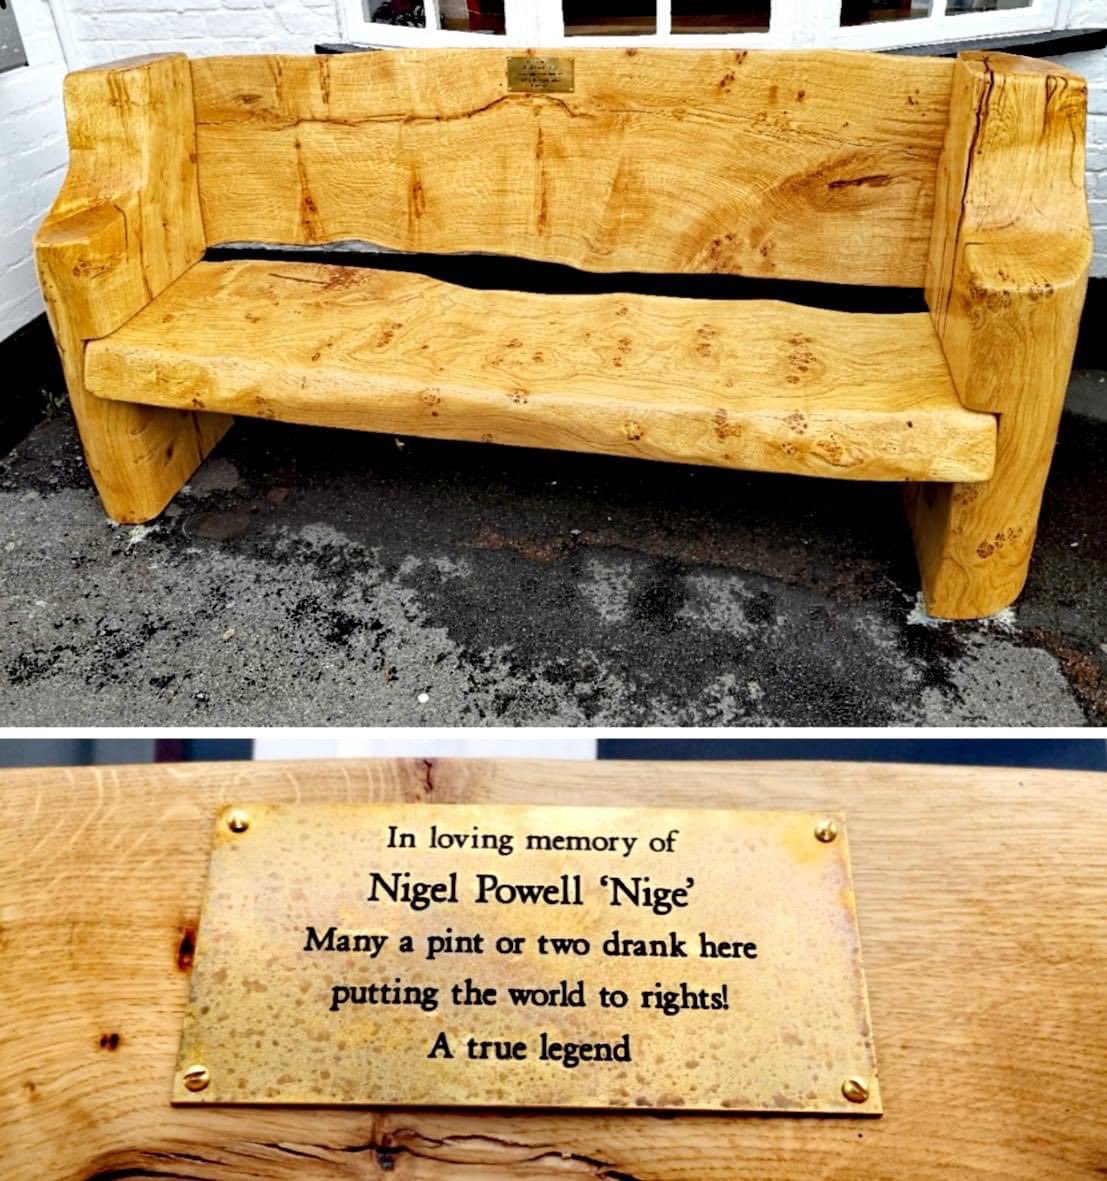 In loving memory of
Nigel Powell ‘Nige’
Many a pint or two drank here
putting the world to rights!
A true legend